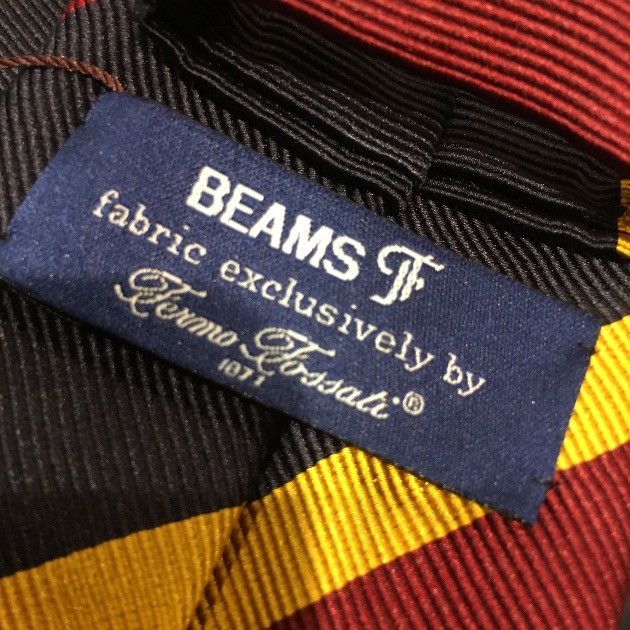 BEAMS F
fabric exclusively by
Fermo Fossati®
1871